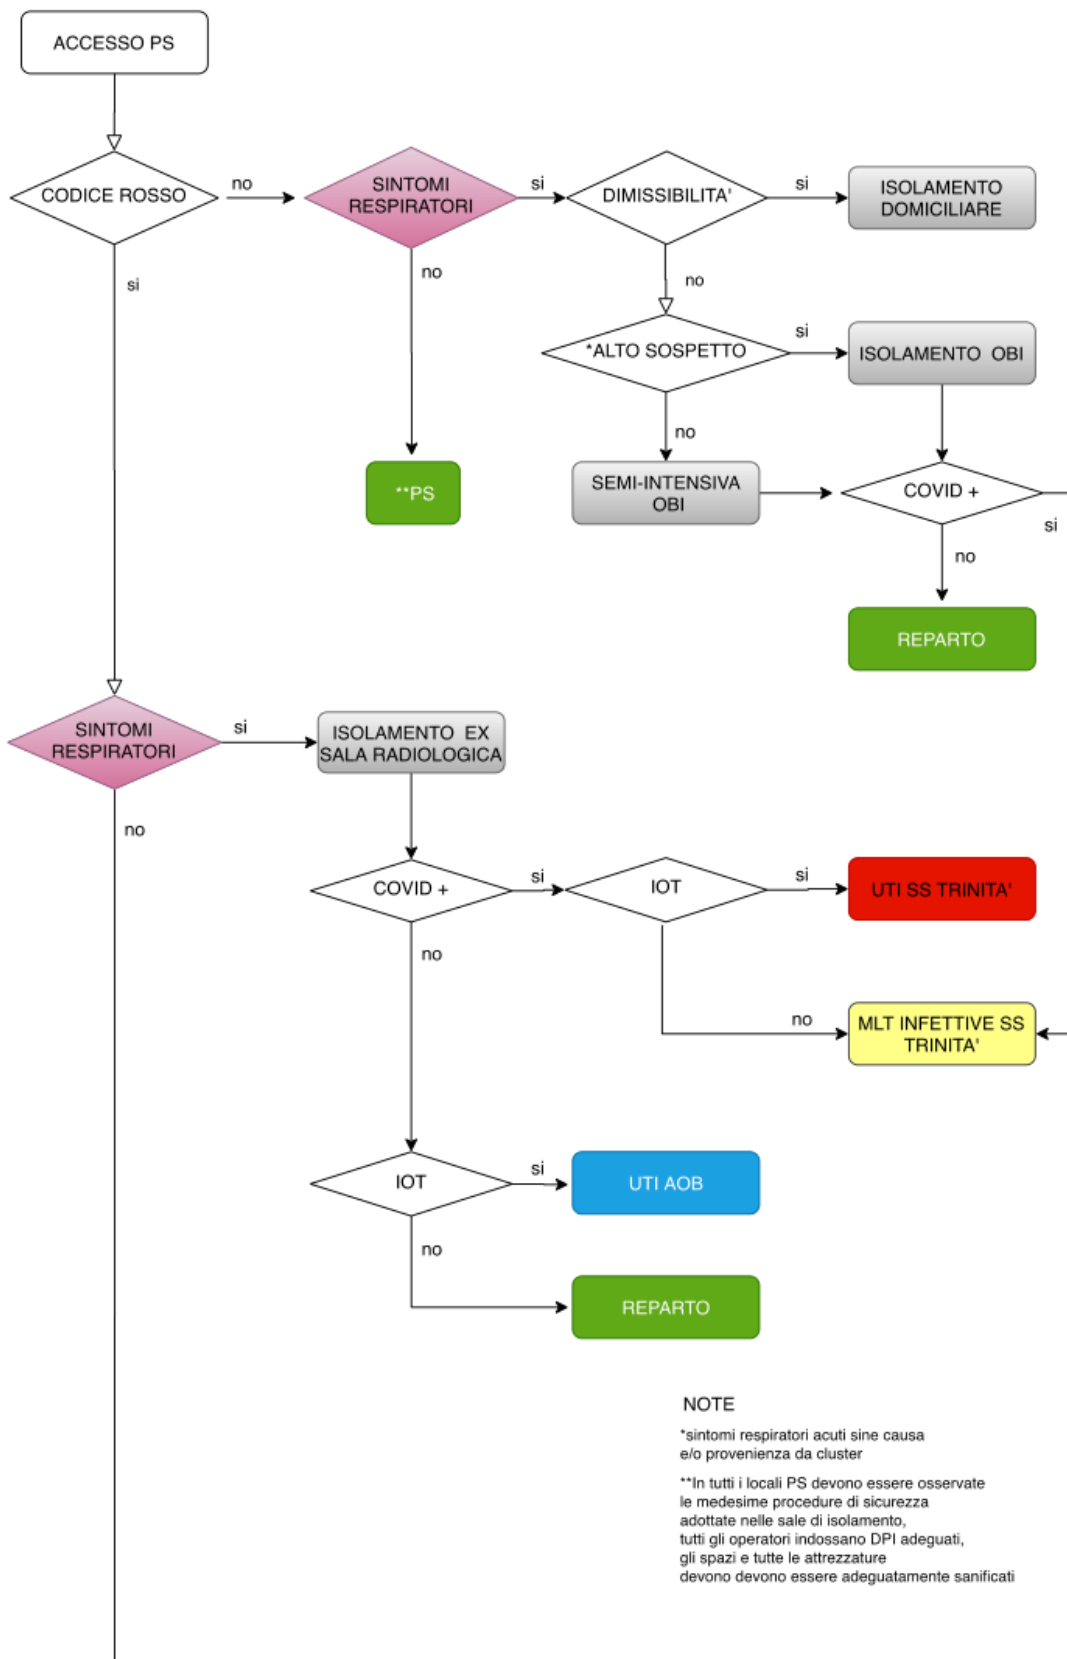 ACCESSO PS
CODICE ROSSO
no
SINTOMI
RESPIRATORI
si
DIMISSIBILITA'
si
ISOLAMENTO
DOMICILIARE
si
no
no
*ALTO SOSPETTO
si
ISOLAMENTO OBI
no
**PS
SEMI-INTENSIVA
OBI
COVID +
si
no
REPARTO
SINTOMI
RESPIRATORI
si
ISOLAMENTO EX
SALA RADIOLOGICA
no
COVID +
si
IOT
si
UTI SS TRINITA'
no
no
MLT INFETTIVE SS
TRINITA'
IOT
si
UTI AOB
no
REPARTO
NOTE
*sintomi respiratori acuti sine causa
e/o provenienza da cluster
**In tutti i locali PS devono essere osservate
le medesime procedure di sicurezza
adottate nelle sale di isolamento,
tutti gli operatori indossano DPI adeguati,
gli spazi e tutte le attrezzature
devono devono essere adeguatamente sanificati